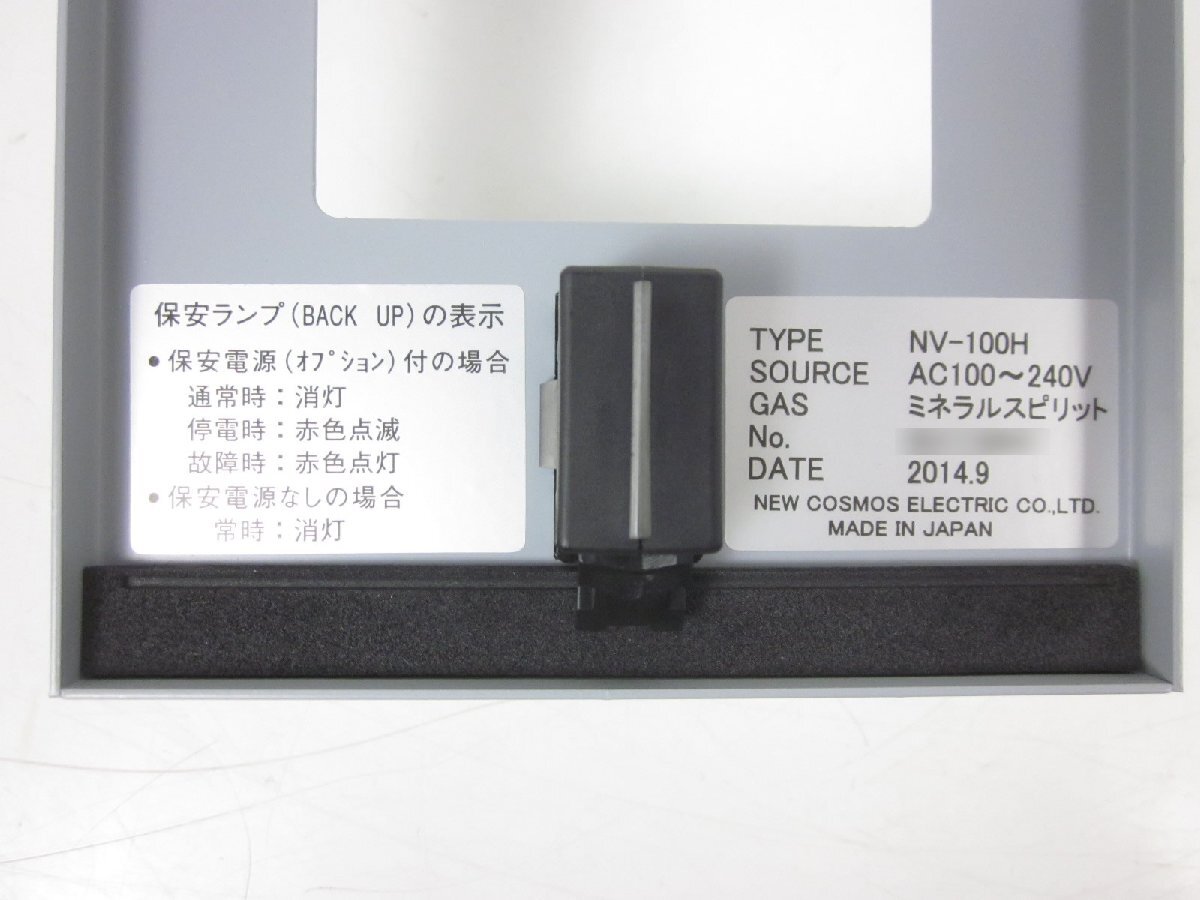 保安ランプ(BACK UP)の表示
●保安電源(ｵﾌﾟｼｮﾝ)付の場合
通常時:消灯
停電時:赤色点滅
故障時:赤色点灯
●保安電源なしの場合
常時:消灯
TYPE NV-100H
SOURCE AC100〜240V
GAS ミネラルスピリット
No.
DATE 2014.9
NEW COSMOS ELECTRIC CO.,LTD.
MADE IN JAPAN